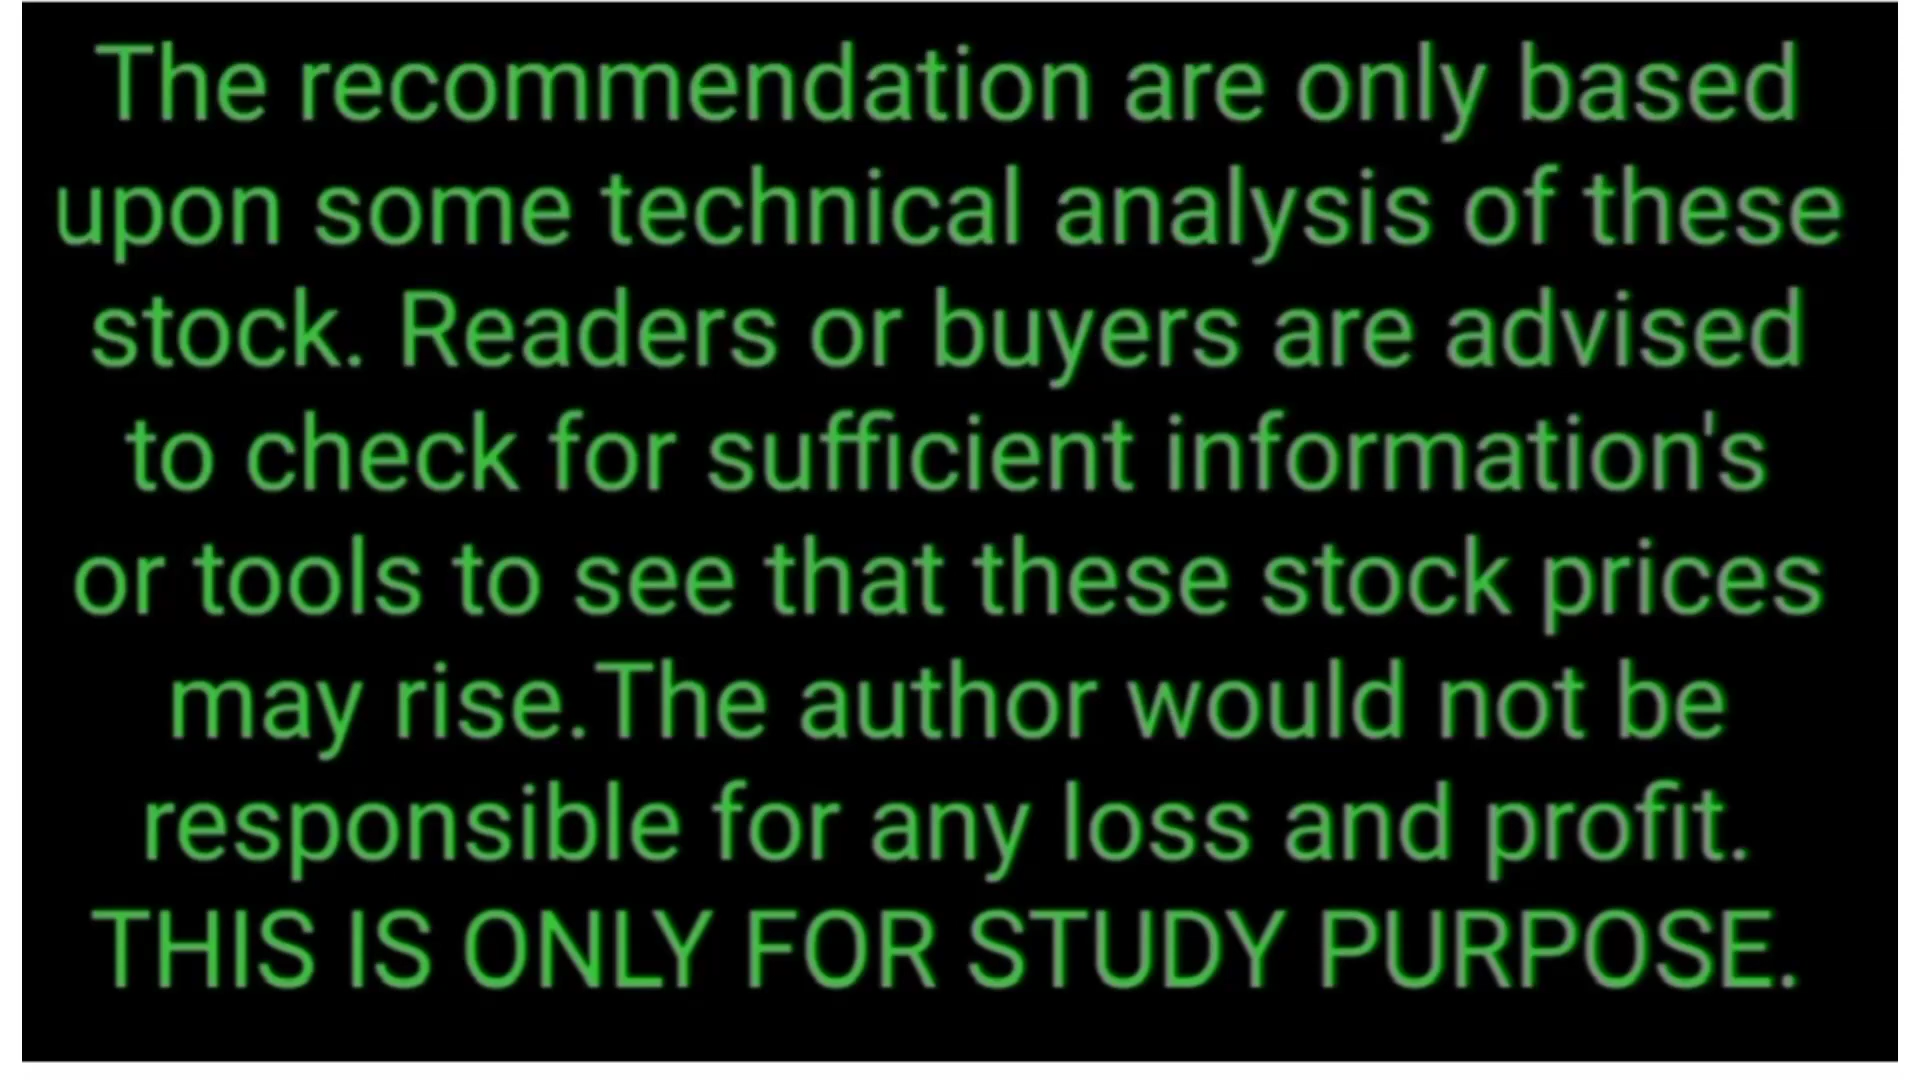 The recommendation are only based
upon some technical analysis of these
stock. Readers or buyers are advised
to check for sufficient information's
or tools to see that these stock prices
may rise.The author would not be
responsible for any loss and profit.
THIS IS ONLY FOR STUDY PURPOSE.